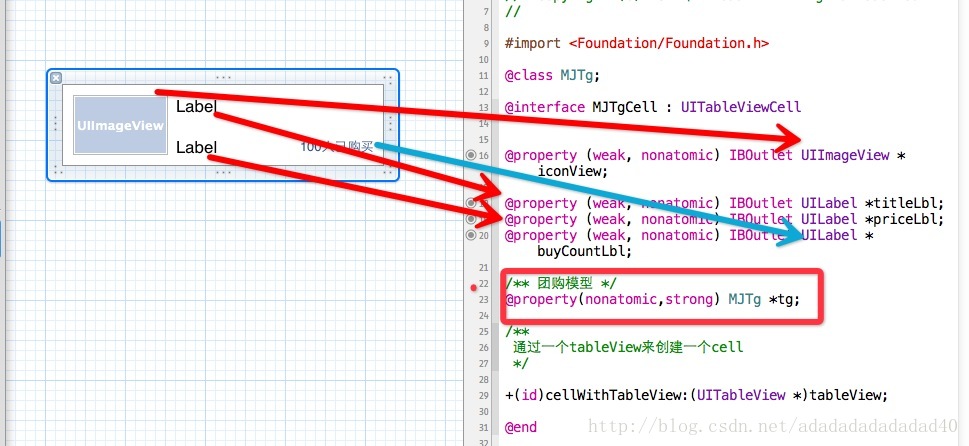 UIImageView
Label
Label
100人已购买
7
//
8
9
#import <Foundation/Foundation.h>
10
11
@class MJTg;
12
13
@interface MJTgCell : UITableViewCell
14
15
16
@property (weak, nonatomic) IBOutlet UIImageView *
iconView;
17
@property (weak, nonatomic) IBOutlet UILabel *titleLbl;
@property (weak, nonatomic) IBOutlet UILabel *priceLbl;
20
@property (weak, nonatomic) IBOutlet UILabel *
buyCountLbl;
21
22
/** 团购模型 */
23
@property(nonatomic,strong) MJTg *tg;
24
25
/**
26
通过一个tableView来创建一个cell
27
*/
28
29
+(id)cellWithTableView:(UITableView *)tableView;
30
31
@end
32
http://blog.csdn.net/adadadadadadad40